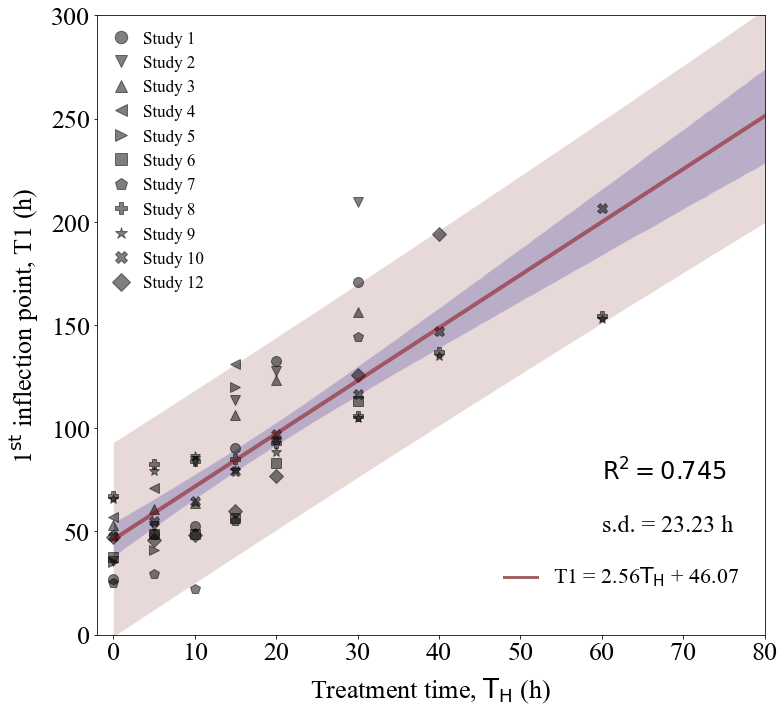 300
250
200
150
100
50
0
1st inflection point, T1 (h)
Study 1
Study 2
Study 3
Study 4
Study 5
Study 6
Study 7
Study 8
Study 9
Study 10
Study 12
R² = 0.745
s.d. = 23.23 h
T1 = 2.56T_H + 46.07
0 10 20 30 40 50 60 70 80
Treatment time, T_H (h)